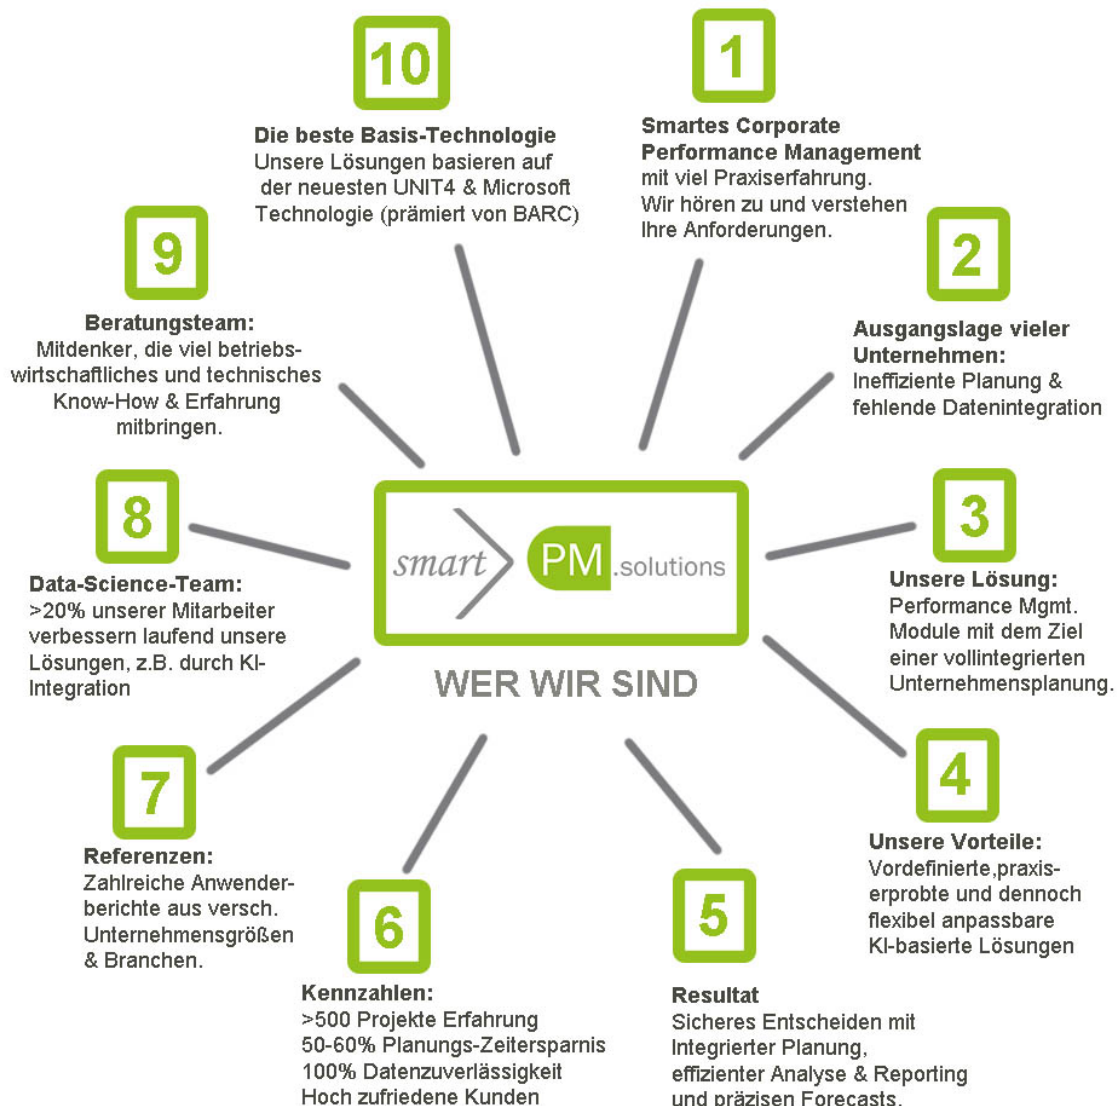 1
Smartes Corporate
Performance Management
mit viel Praxiserfahrung.
Wir hören zu und verstehen
Ihre Anforderungen.
2
Ausgangslage vieler
Unternehmen:
Ineffiziente Planung &
fehlende Datenintegration
3
Unsere Lösung:
Performance Mgmt.
Module mit dem Ziel
einer vollintegrierten
Unternehmensplanung.
4
Unsere Vorteile:
Vordefinierte,praxis-
erprobte und dennoch
flexibel anpassbare
KI-basierte Lösungen
5
Resultat
Sicheres Entscheiden mit
Integrierter Planung,
effizienter Analyse & Reporting
und präzisen Forecasts.
6
Kennzahlen:
>500 Projekte Erfahrung
50-60% Planungs-Zeitersparnis
100% Datenzuverlässigkeit
Hoch zufriedene Kunden
7
Referenzen:
Zahlreiche Anwender-
berichte aus versch.
Unternehmensgrößen
& Branchen.
8
Data-Science-Team:
>20% unserer Mitarbeiter
verbessern laufend unsere
Lösungen, z.B. durch KI-
Integration
9
Beratungsteam:
Mitdenker, die viel betriebs-
wirtschaftliches und technisches
Know-How & Erfahrung
mitbringen.
10
Die beste Basis-Technologie
Unsere Lösungen basieren auf
der neuesten UNIT4 & Microsoft
Technologie (prämiert von BARC)
smart PM.solutions
WER WIR SIND